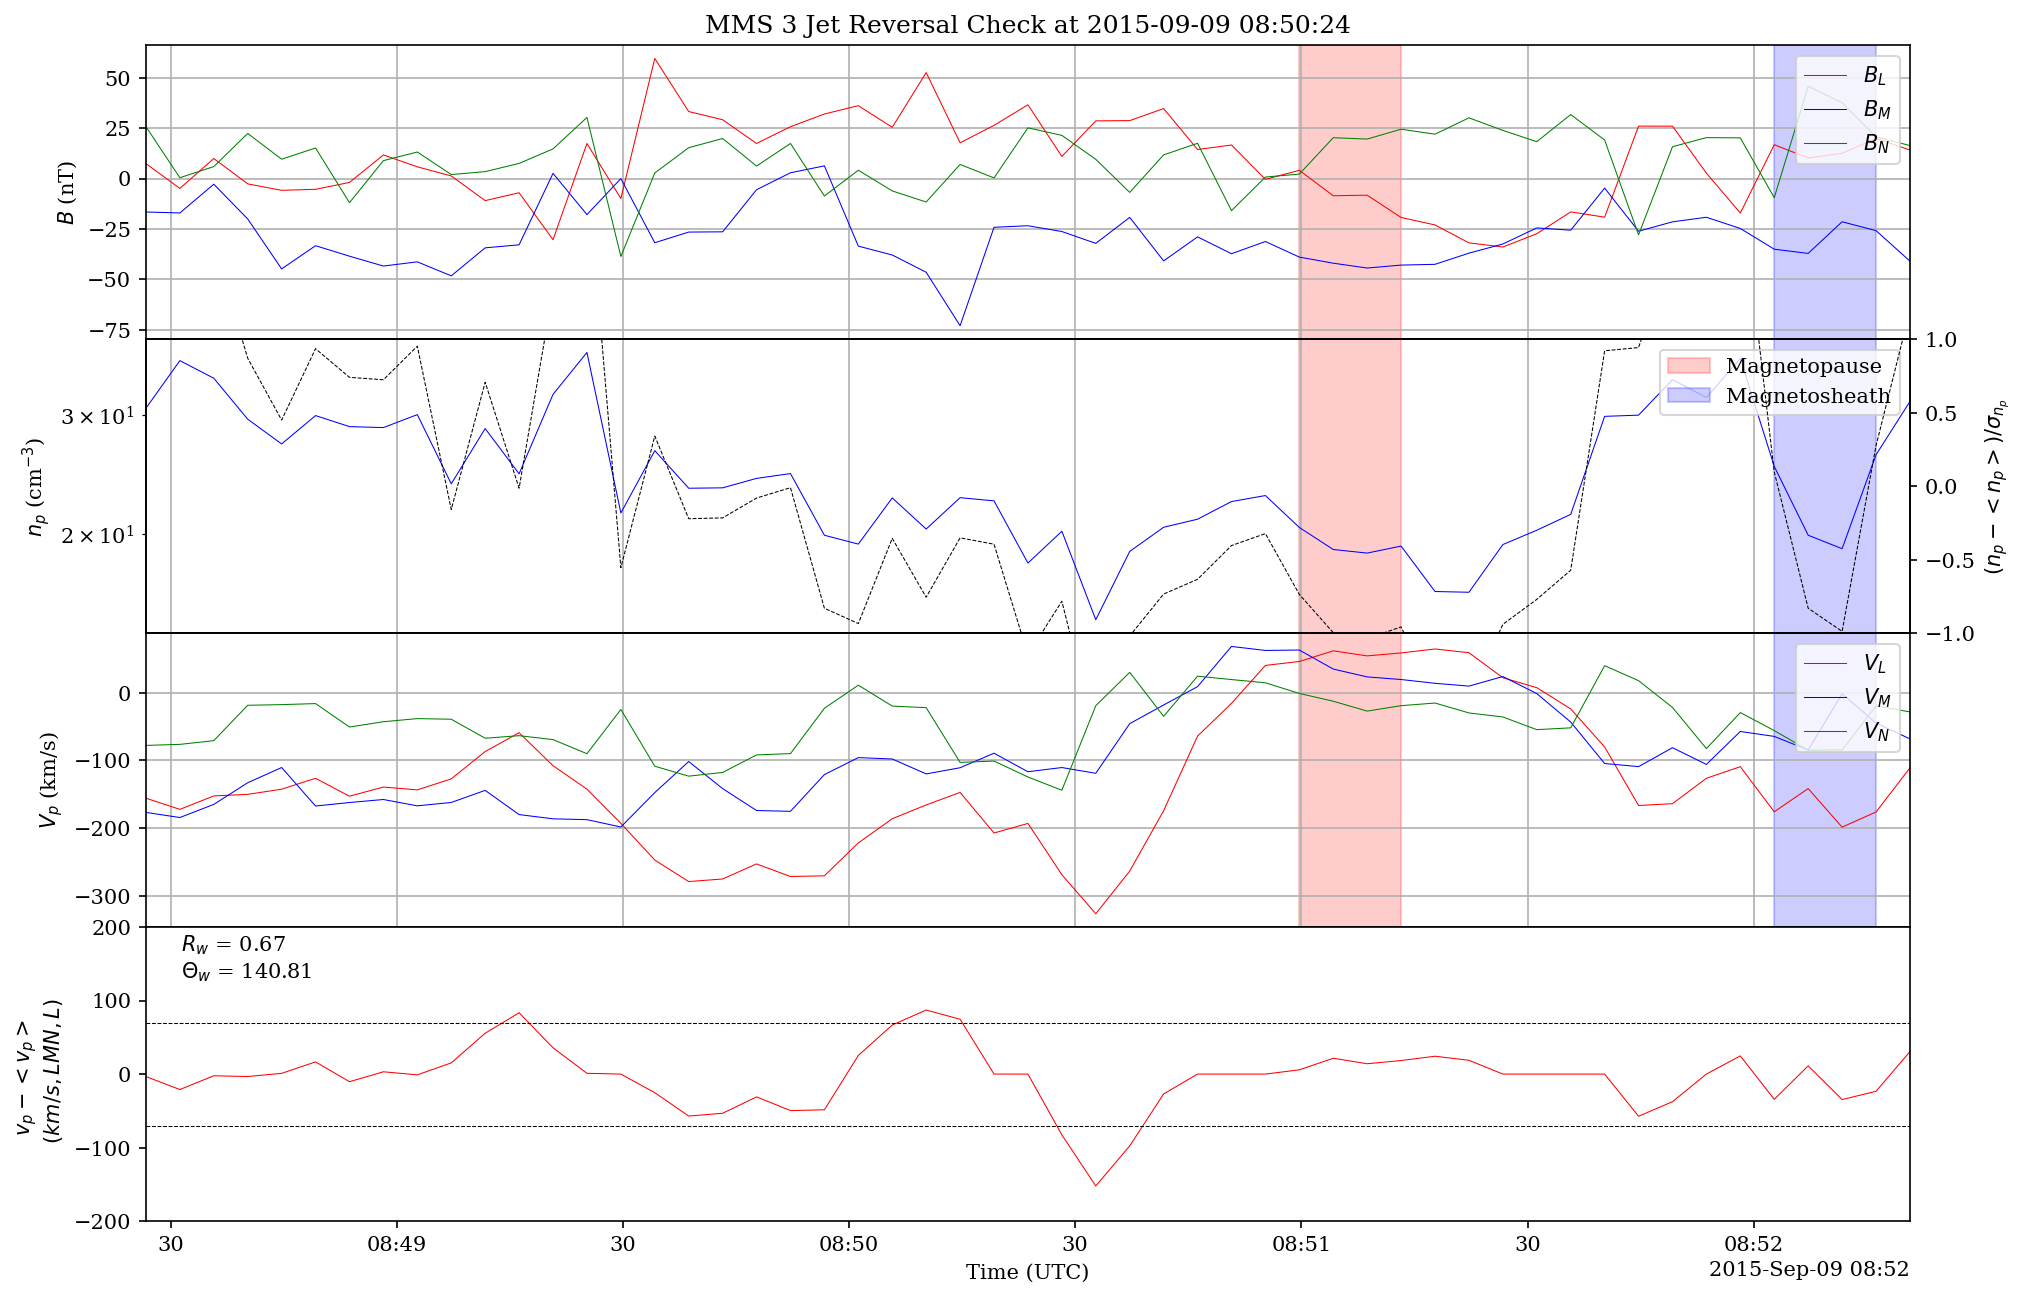 MMS 3 Jet Reversal Check at 2015-09-09 08:50:24
50
25
0
−25
−50
−75
B (nT)
B_L
B_M
B_N
3 × 10^1
2 × 10^1
n_p (cm^−3)
Magnetopause
Magnetosheath
1.0
0.5
0.0
−0.5
−1.0
(n_p − < n_p > )/σ_{n_p}
0
−100
−200
−300
V_p (km/s)
V_L
V_M
V_N
200
100
0
−100
−200
v_p − < v_p >
(km/s, LMN, L)
R_w = 0.67
Θ_w = 140.81
30
08:49
30
08:50
30
08:51
30
08:52
Time (UTC)
2015-Sep-09 08:52